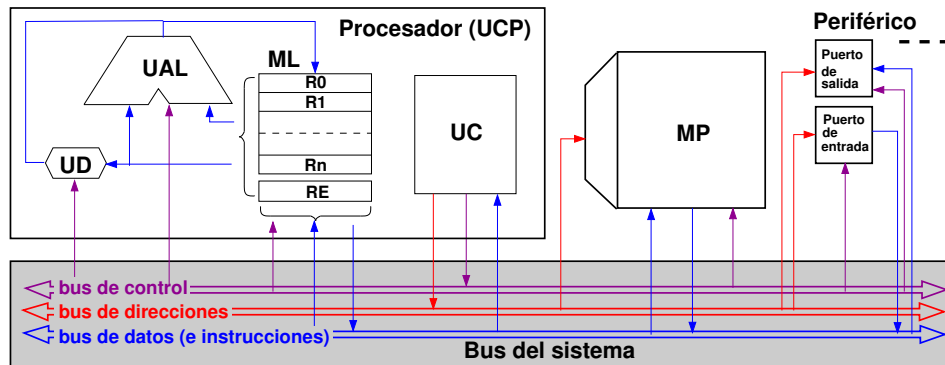 Procesador (UCP)
Periférico
UAL
ML
R0
R1
Rn
RE
UD
UC
MP
Puerto
de
salida
Puerto
de
entrada
bus de control
bus de direcciones
bus de datos (e instrucciones)
Bus del sistema